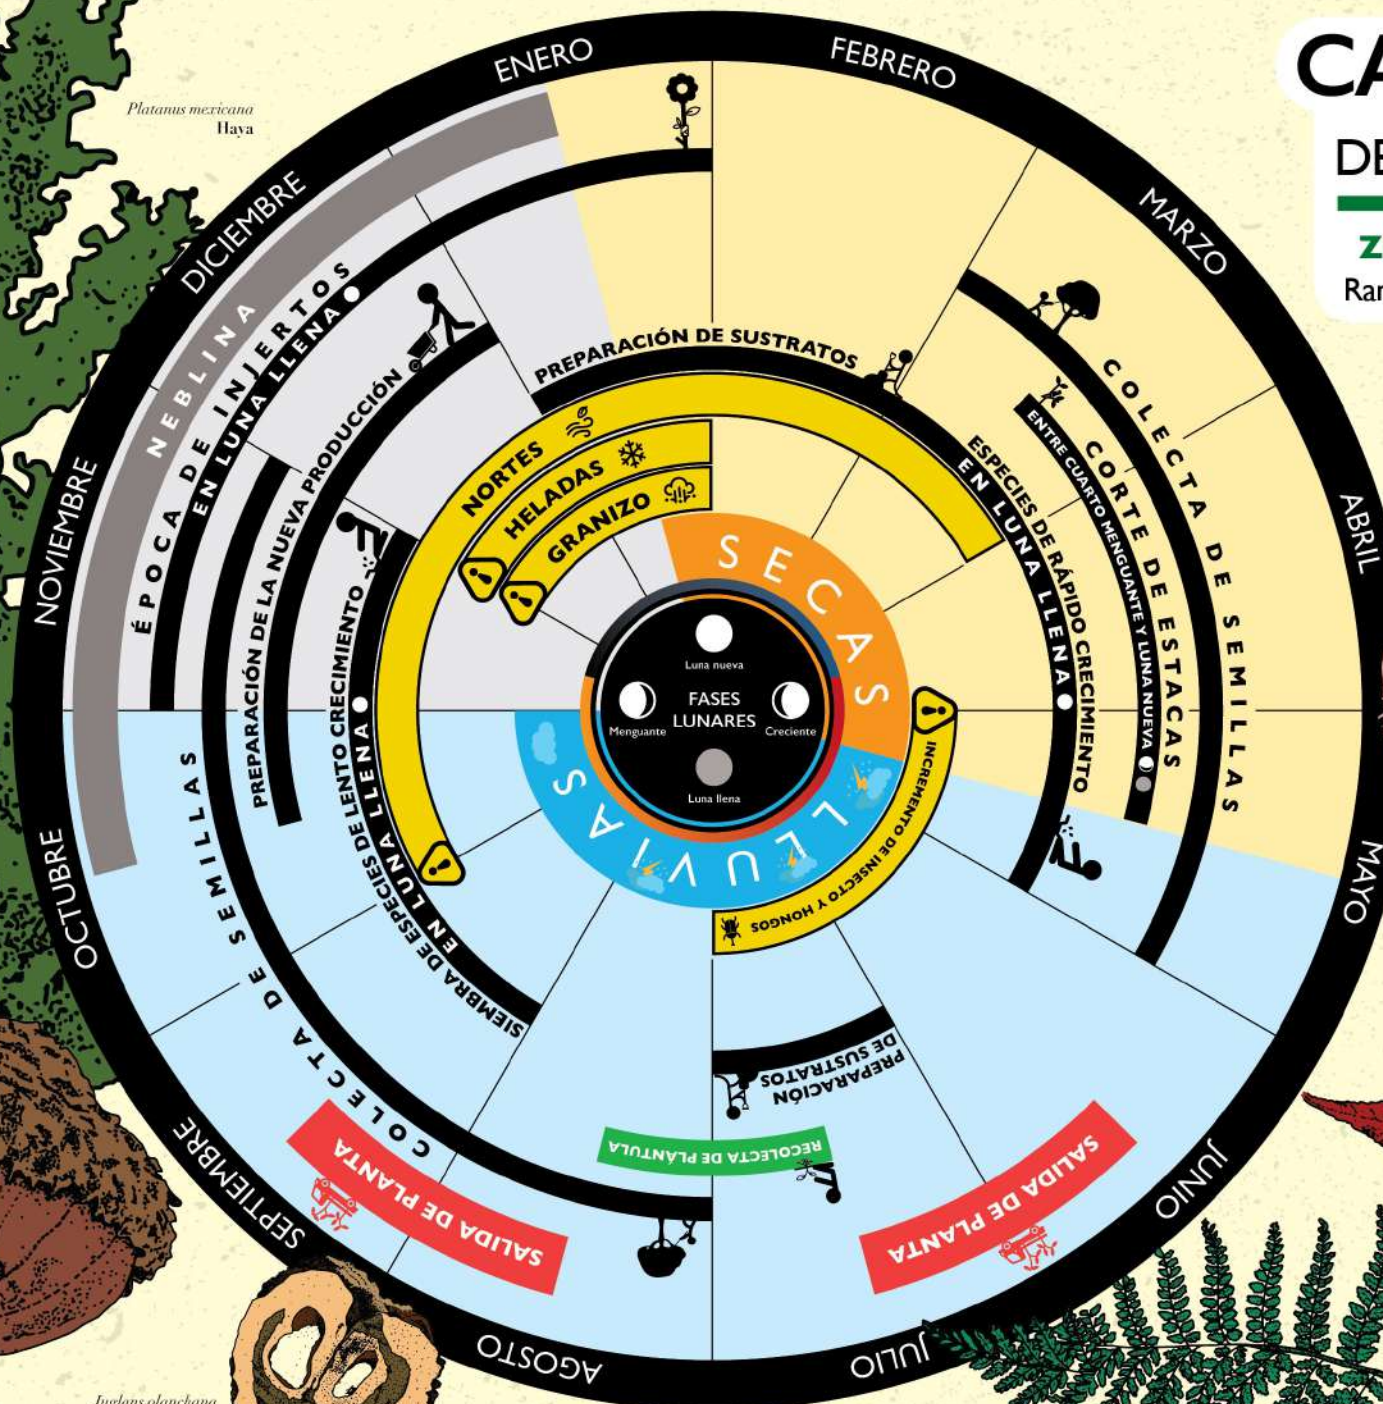 Platanus mexicana
Haya
CA
DE
Z
Ran
ENERO
FEBRERO
MARZO
ABRIL
MAYO
JUNIO
JULIO
AGOSTO
SEPTIEMBRE
OCTUBRE
NOVIEMBRE
DICIEMBRE
NEBLINA
ÉPOCA DE INJERTOS
EN LUNA LLENA
PREPARACIÓN DE LA NUEVA PRODUCCIÓN
COLECTA DE SEMILLAS
SIEMBRA DE ESPECIES DE LENTO CRECIMIENTO
EN LUNA LLENA
PREPARACIÓN DE SUSTRATOS
NORTES
HELADAS
GRANIZO
ESPECIES DE RÁPIDO CRECIMIENTO
EN LUNA LLENA
CORTE DE ESTACAS
ENTRE CUARTO MENGUANTE Y LUNA NUEVA
COLECTA DE SEMILLAS
SECAS
LLUVIAS
INCREMENTO DE INSECTO Y HONGOS
Luna nueva
FASES
LUNARES
Menguante
Creciente
Luna llena
PREPARACIÓN
DE SUSTRATOS
RECOLECTA DE PLÁNTULA
SALIDA DE PLANTA
SALIDA DE PLANTA
Juglans olanchana